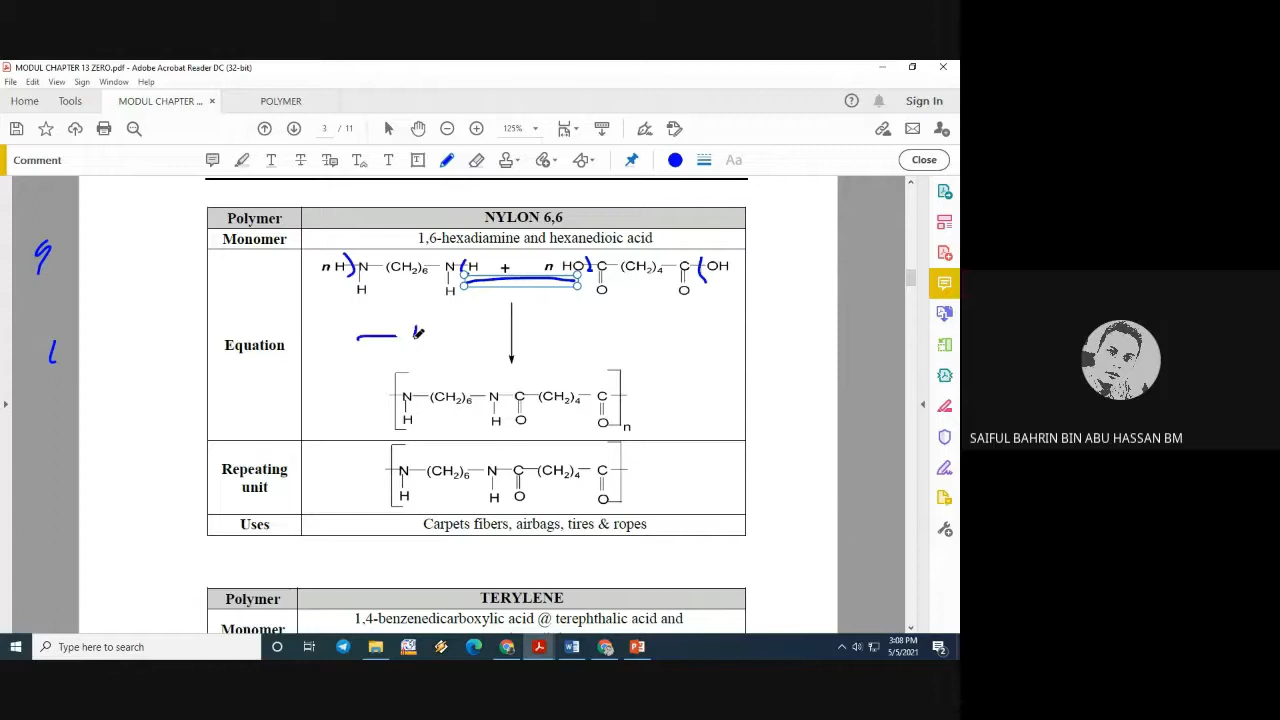 MODUL CHAPTER 13 ZERO.pdf - Adobe Acrobat Reader DC (32-bit)
File Edit View Sign Window Help
Home Tools MODUL CHAPTER ... × POLYMER Sign In
3 / 11 125%
Comment Close
Polymer NYLON 6,6
Monomer 1,6-hexadiamine and hexanedioic acid
Equation
n H N (CH2)6 N H + n HO C (CH2)4 C OH
H H O O
N (CH2)6 N C (CH2)4 C
H H O O n
Repeating unit
N (CH2)6 N C (CH2)4 C
H H O O
Uses Carpets fibers, airbags, tires & ropes
Polymer TERYLENE
Monomer 1,4-benzenedicarboxylic acid @ terephthalic acid and
SAIFUL BAHRIN BIN ABU HASSAN BM
Type here to search
3:08 PM
5/5/2021
2